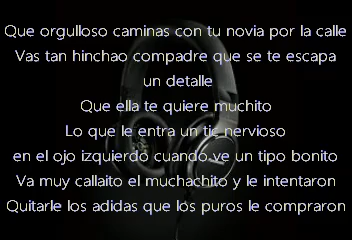 Que orgulloso caminas con tu novia por la calle
Vas tan hinchao compadre que se te escapa
un detalle
Que ella te quiere muchito
Lo que le entra un tic nervioso
en el ojo izquierdo cuando ve un tipo bonito
Va muy callaito el muchachito y le intentaron
Quitarle los adidas que los puros le compraron